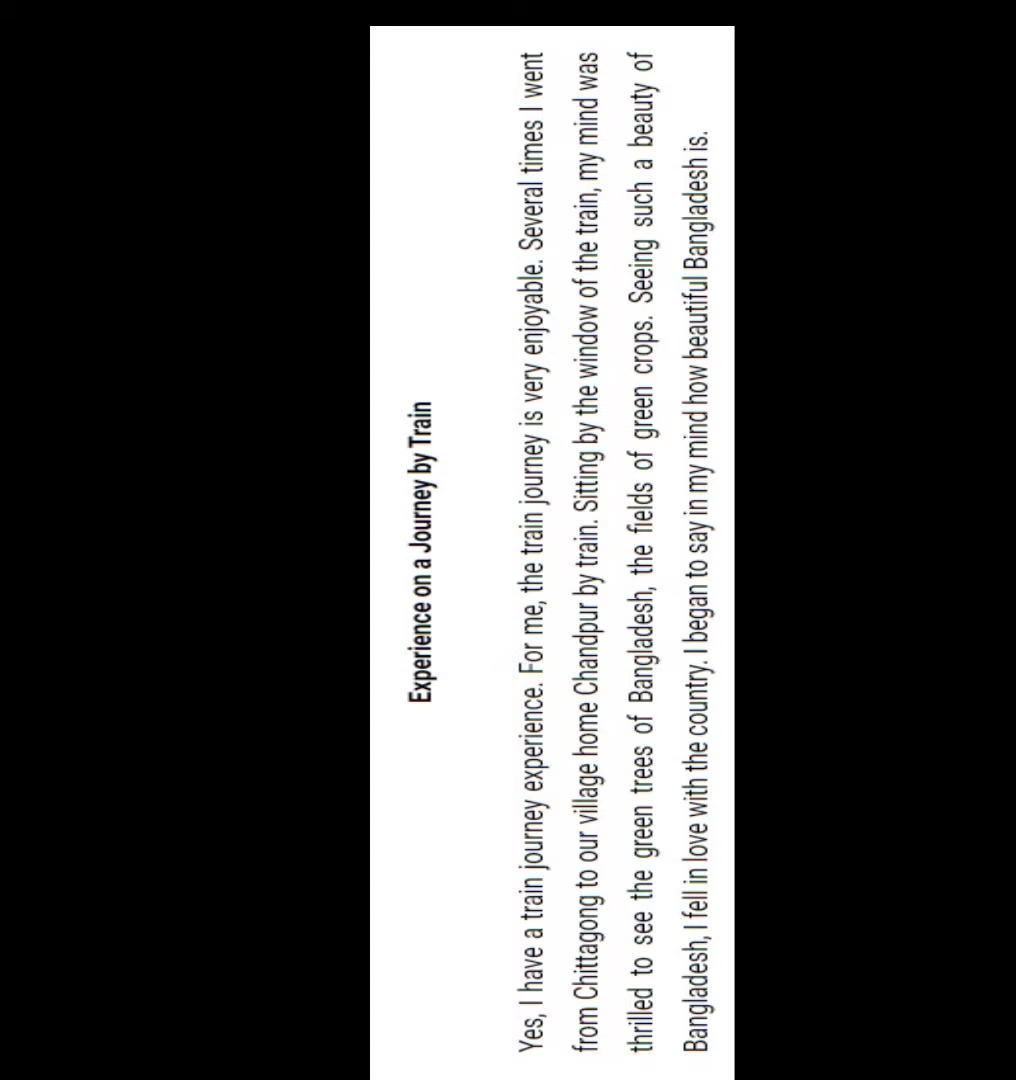 Experience on a Journey by Train
Yes, I have a train journey experience. For me, the train journey is very enjoyable. Several times I went
from Chittagong to our village home Chandpur by train. Sitting by the window of the train, my mind was
thrilled to see the green trees of Bangladesh, the fields of green crops. Seeing such a beauty of
Bangladesh, I fell in love with the country. I began to say in my mind how beautiful Bangladesh is.